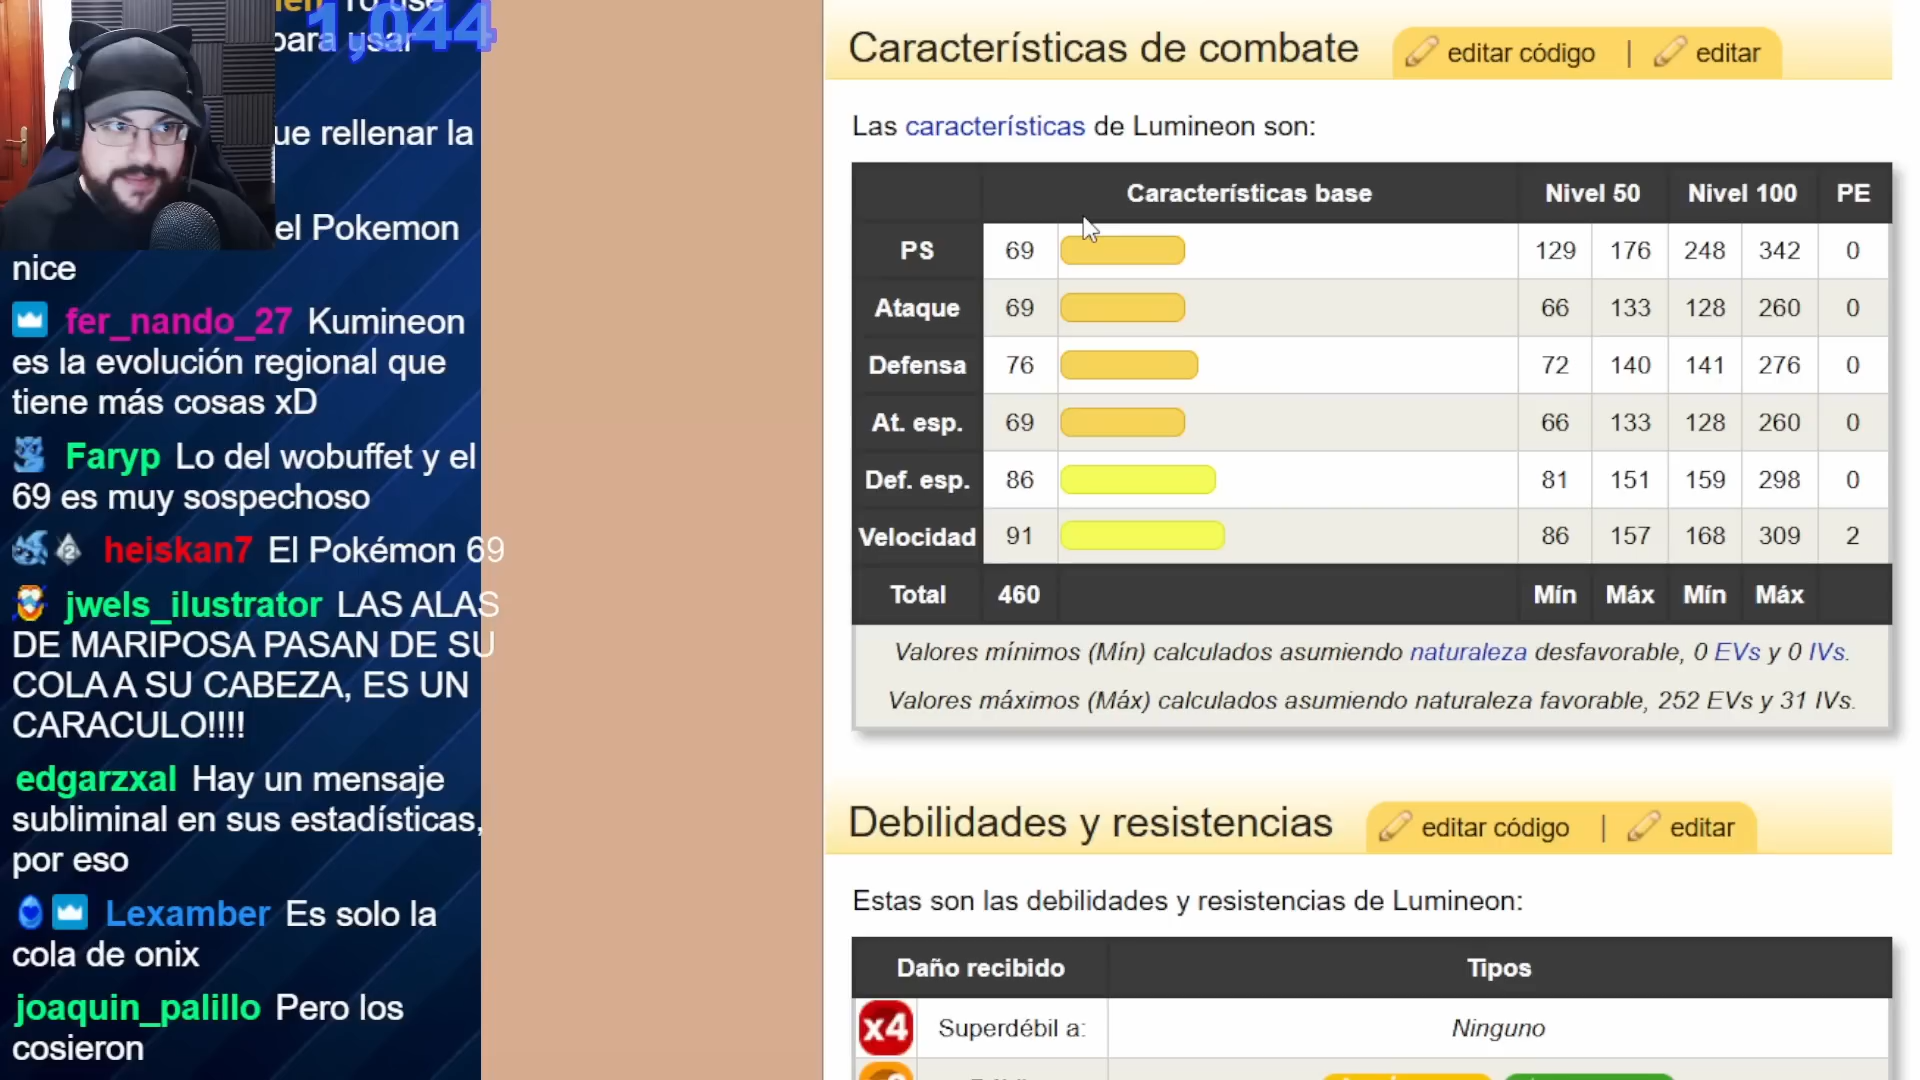 1,044
para usar
ue rellenar la
el Pokemon
nice
fer_nando_27 Kumineon
es la evolución regional que
tiene más cosas xD
Faryp Lo del wobuffet y el
69 es muy sospechoso
heiskan7 El Pokémon 69
jwels_ilustrator LAS ALAS
DE MARIPOSA PASAN DE SU
COLA A SU CABEZA, ES UN
CARACULO!!!!
edgarzxal Hay un mensaje
subliminal en sus estadísticas,
por eso
Lexamber Es solo la
cola de onix
joaquin_palillo Pero los
cosieron
Características de combate editar código | editar
Las características de Lumineon son:
Características base Nivel 50 Nivel 100 PE
PS 69 129 176 248 342 0
Ataque 69 66 133 128 260 0
Defensa 76 72 140 141 276 0
At. esp. 69 66 133 128 260 0
Def. esp. 86 81 151 159 298 0
Velocidad 91 86 157 168 309 2
Total 460 Mín Máx Mín Máx
Valores mínimos (Mín) calculados asumiendo naturaleza desfavorable, 0 EVs y 0 IVs.
Valores máximos (Máx) calculados asumiendo naturaleza favorable, 252 EVs y 31 IVs.
Debilidades y resistencias editar código | editar
Estas son las debilidades y resistencias de Lumineon:
Daño recibido Tipos
x4 Superdébil a: Ninguno